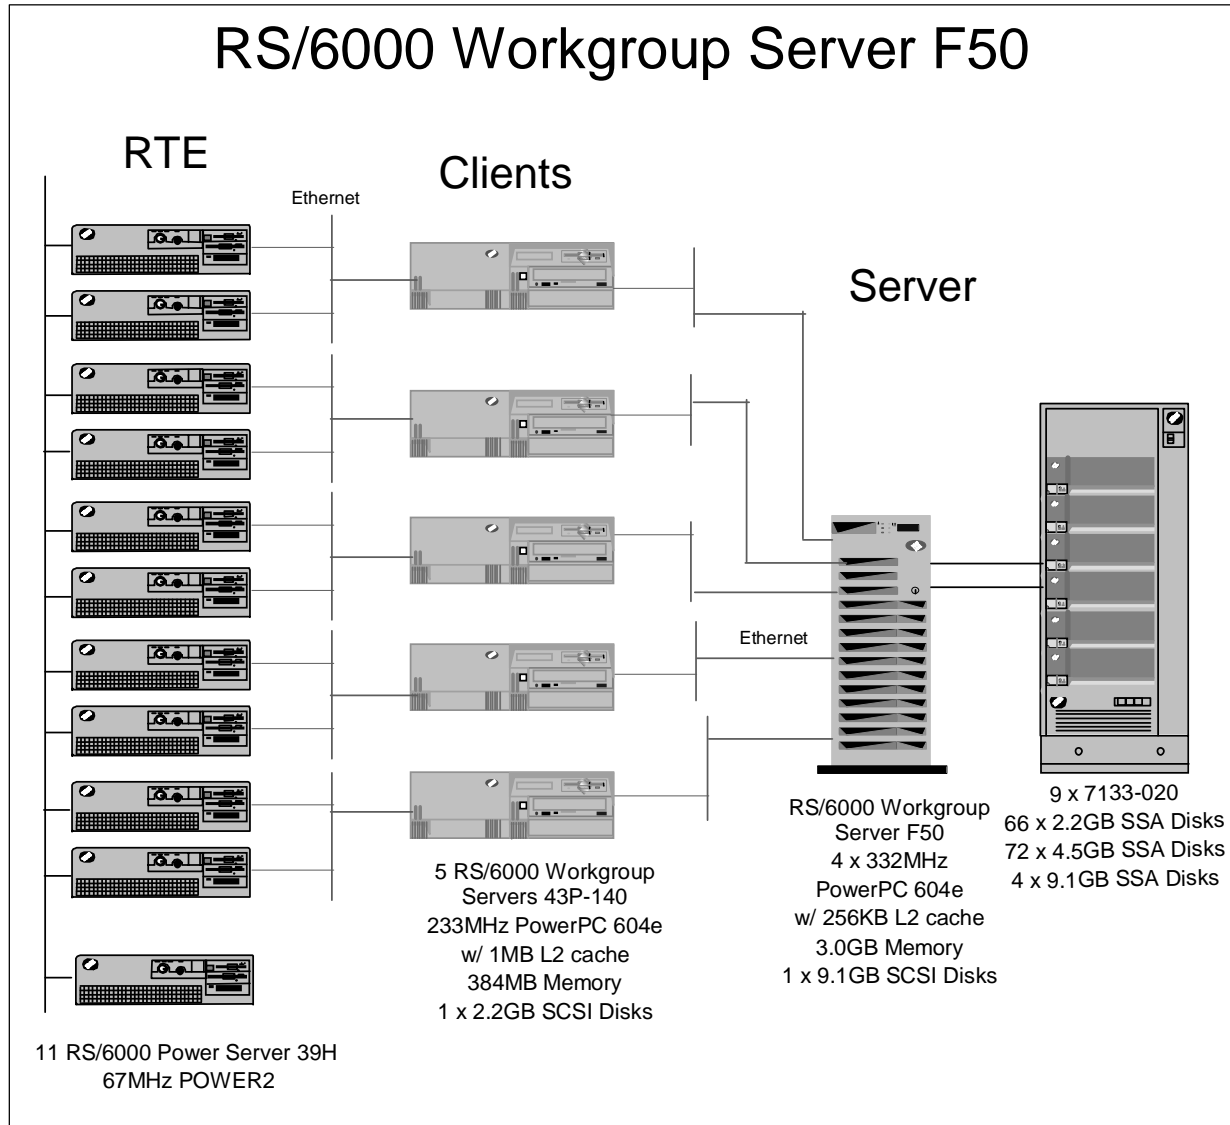 RS/6000 Workgroup Server F50
RTE
Clients
Ethernet
Server
Ethernet
11 RS/6000 Power Server 39H
67MHz POWER2
5 RS/6000 Workgroup
Servers 43P-140
233MHz PowerPC 604e
w/ 1MB L2 cache
384MB Memory
1 x 2.2GB SCSI Disks
RS/6000 Workgroup
Server F50
4 x 332MHz
PowerPC 604e
w/ 256KB L2 cache
3.0GB Memory
1 x 9.1GB SCSI Disks
9 x 7133-020
66 x 2.2GB SSA Disks
72 x 4.5GB SSA Disks
4 x 9.1GB SSA Disks